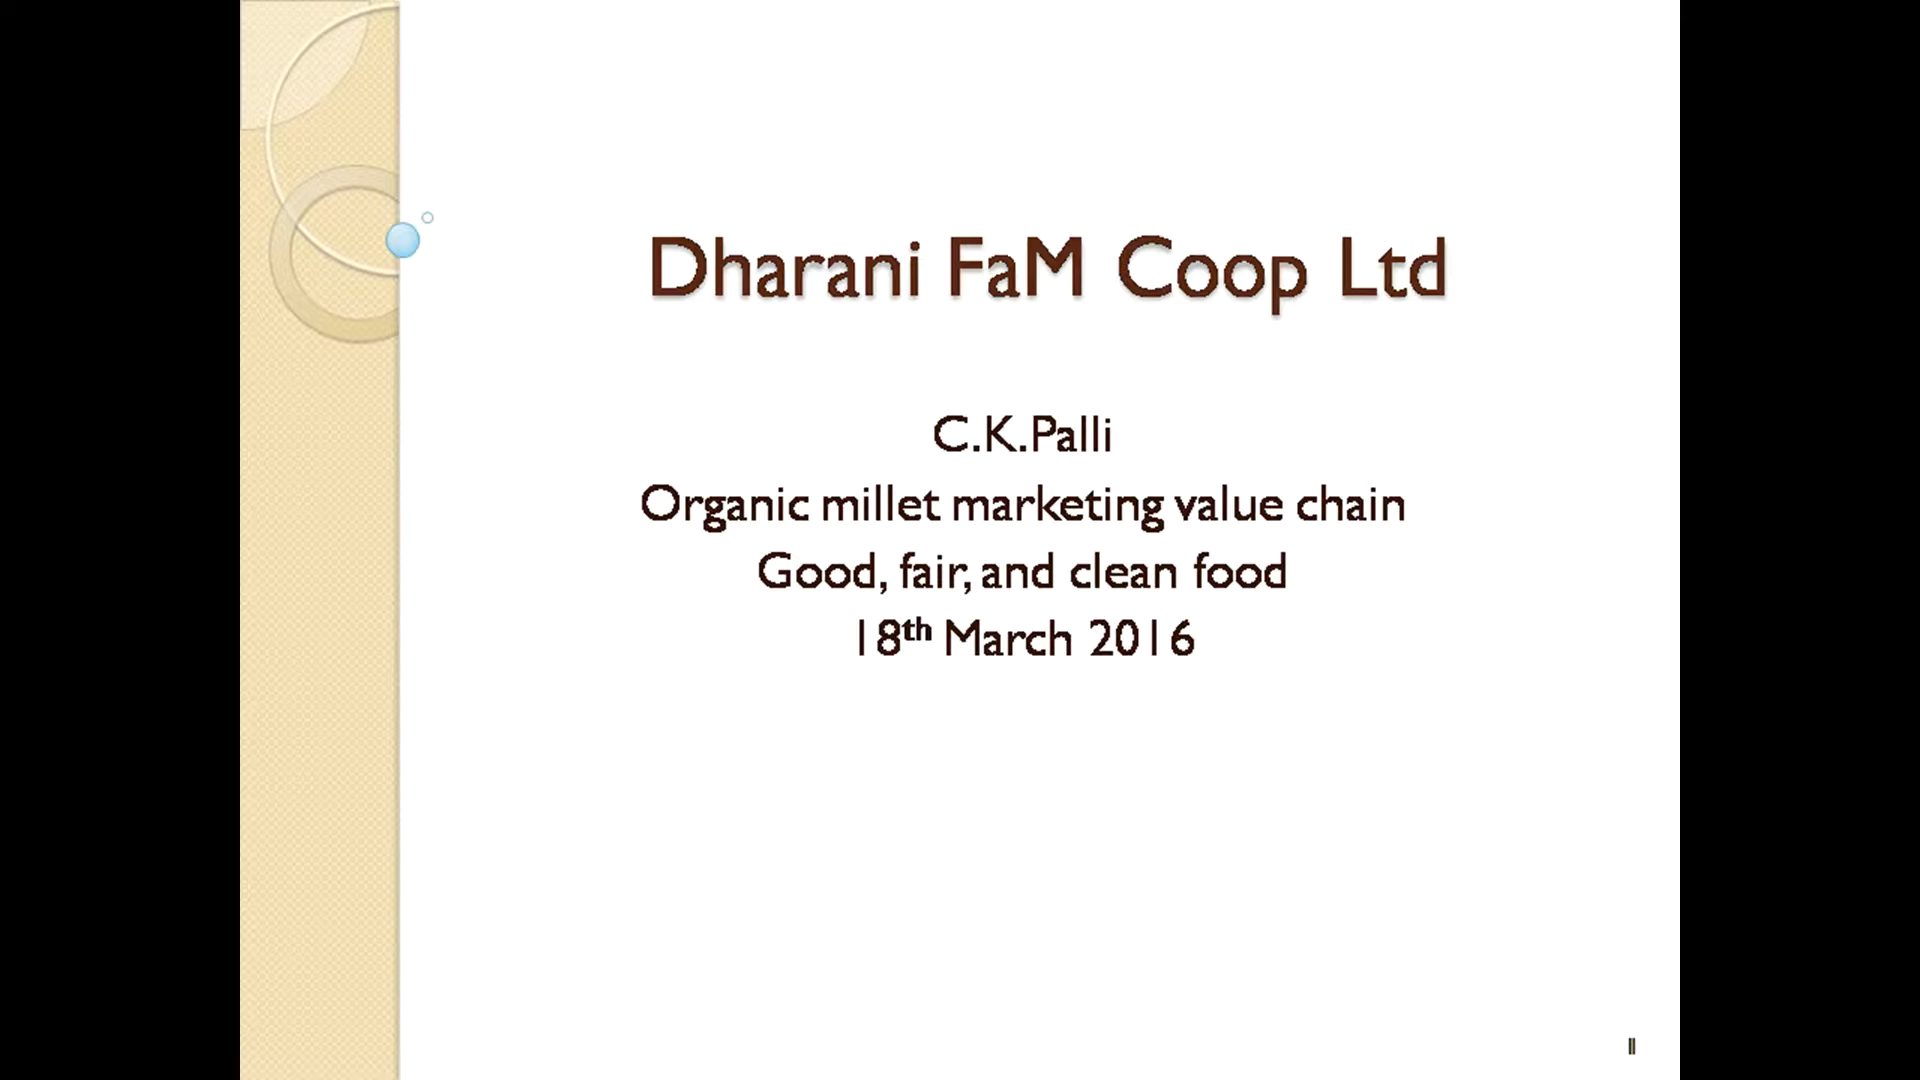 Dharani FaM Coop Ltd
C.K.Palli
Organic millet marketing value chain
Good, fair, and clean food
18th March 2016